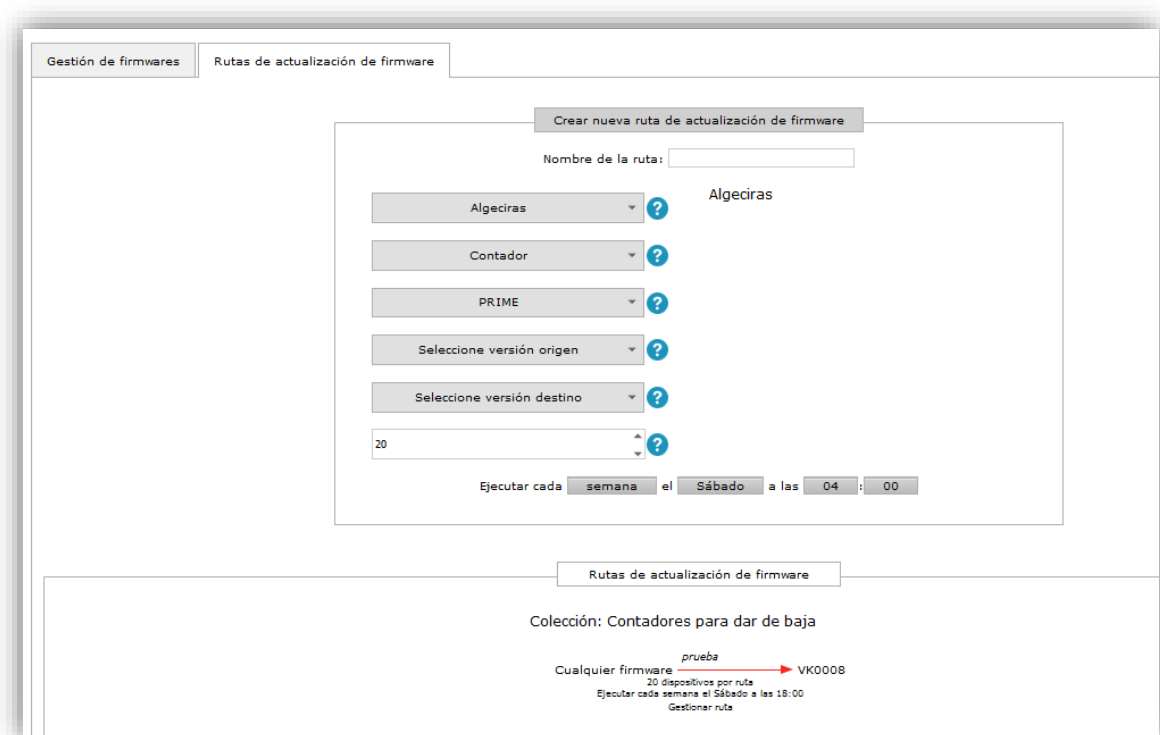 Gestión de firmwares
Rutas de actualización de firmware
Crear nueva ruta de actualización de firmware
Nombre de la ruta:
Algeciras
?
Algeciras
Contador
?
PRIME
?
Seleccione versión origen
?
Seleccione versión destino
?
20
?
Ejecutar cada semana el Sábado a las 04 : 00
Rutas de actualización de firmware
Colección: Contadores para dar de baja
prueba
Cualquier firmware VK0008
20 dispositivos por ruta
Ejecutar cada semana el Sábado a las 18:00
Gestionar ruta